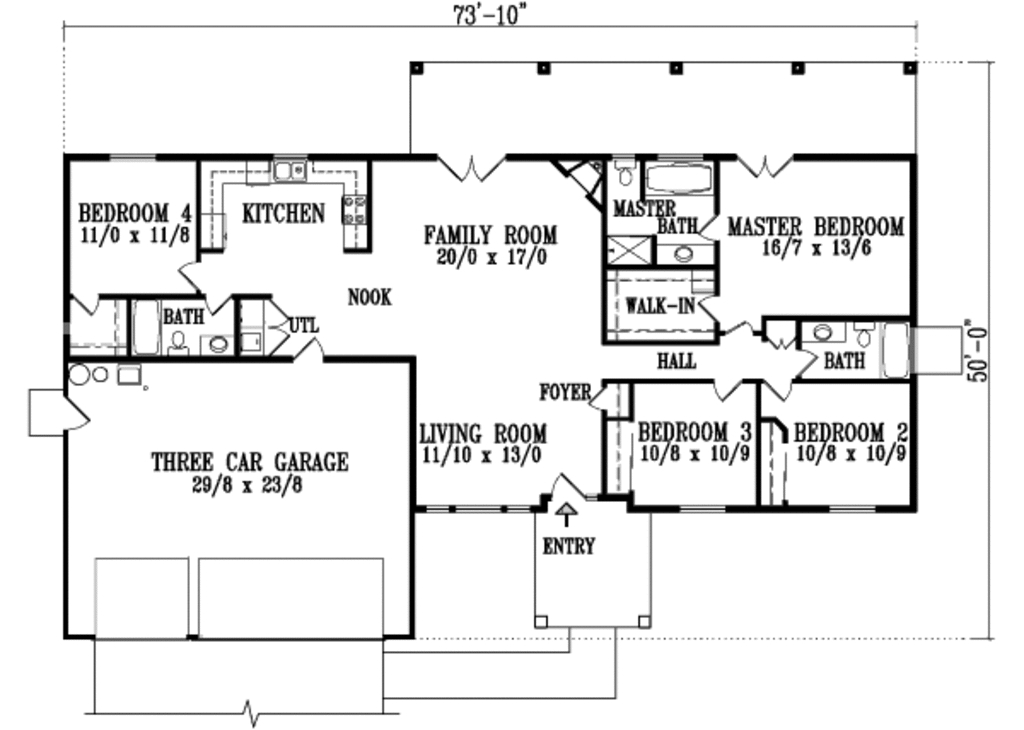 73'-10"
BEDROOM 4
11/0 x 11/8
KITCHEN
FAMILY ROOM
20/0 x 17/0
MASTER
BATH
MASTER BEDROOM
16/7 x 13/6
NOOK
BATH
UTL
WALK-IN
HALL
BATH
50'-0"
FOYER
LIVING ROOM
11/10 x 13/0
BEDROOM 3
10/8 x 10/9
BEDROOM 2
10/8 x 10/9
THREE CAR GARAGE
29/8 x 23/8
ENTRY